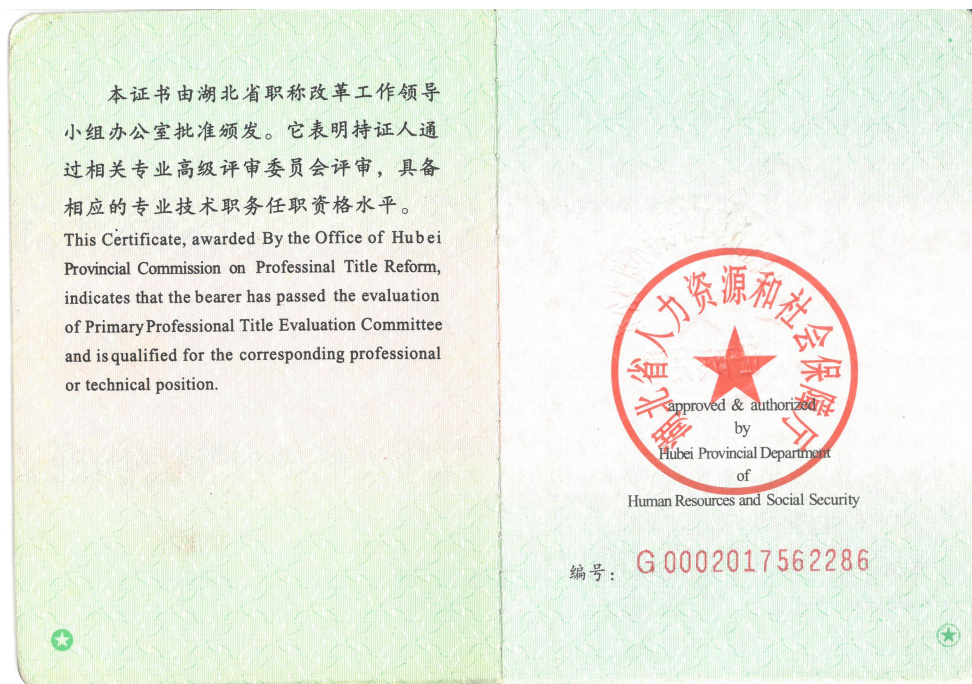 本证书由湖北省职称改革工作领导
小组办公室批准颁发。它表明持证人通
过相关专业高级评审委员会评审，具备
相应的专业技术职务任职资格水平。
This Certificate, awarded By the Office of Hubei
Provincial Commission on Professinal Title Reform,
indicates that the bearer has passed the evaluation
of Primary Professional Title Evaluation Committee
and is qualified for the corresponding professional
or technical position.
湖北省人力资源和社会保障厅
approved & authorized
by
Hubei Provincial Department
of
Human Resources and Social Security
编号：G0002017562286